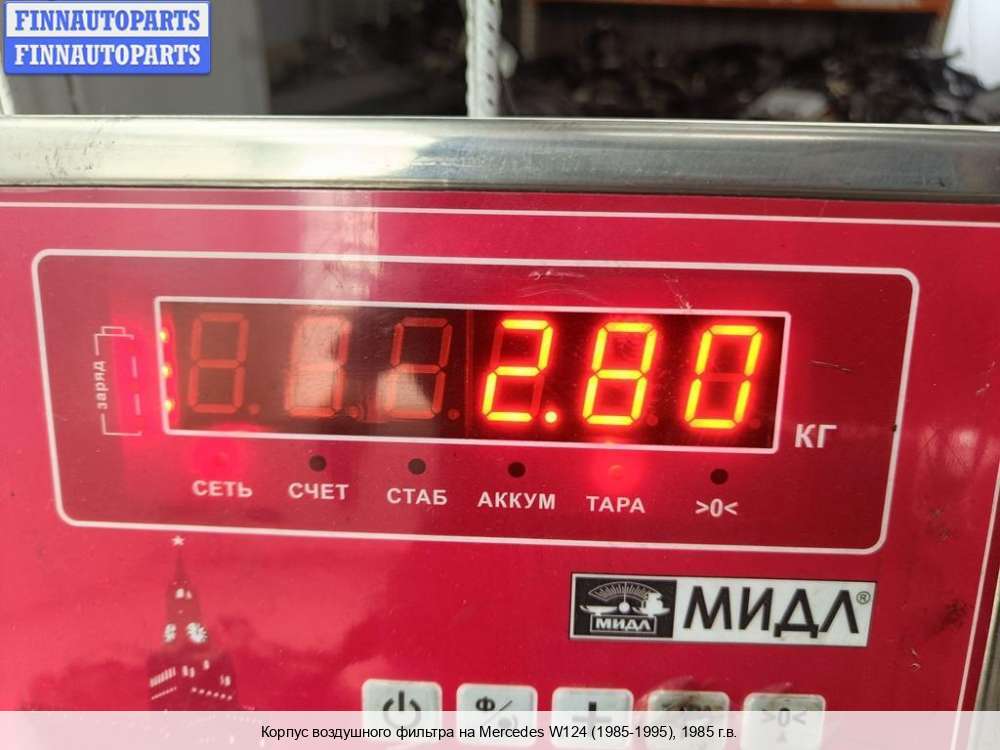 FINNAUTOPARTS
FINNAUTOPARTS
заряд
2.80
КГ
СЕТЬ СЧЕТ СТАБ АККУМ ТАРА >0<
МИДЛ
МИДЛ®
Ф/
+
>0<
Корпус воздушного фильтра на Mercedes W124 (1985-1995), 1985 г.в.